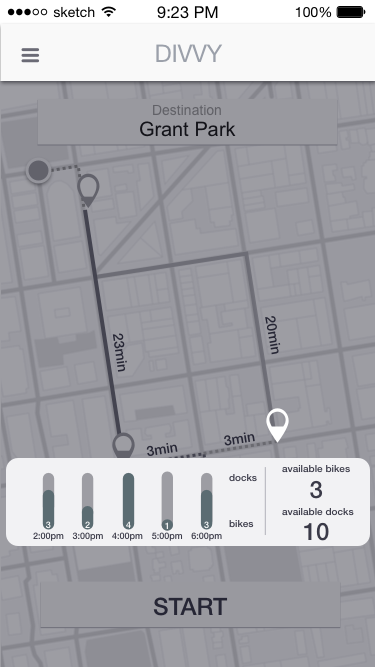 sketch 9:23 PM 100%
DIVVY
Destination
Grant Park
23min
20min
3min
3min
docks
bikes
3 2 4 1 3
2:00pm 3:00pm 4:00pm 5:00pm 6:00pm
available bikes
3
available docks
10
START